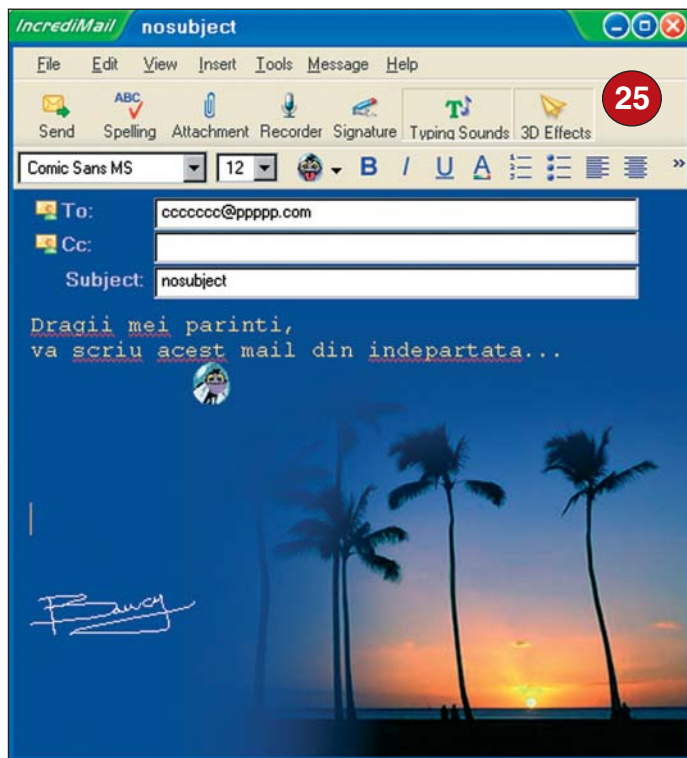 IncrediMail nosubject
File Edit View Insert Tools Message Help
ABC
Send Spelling Attachment Recorder Signature Typing Sounds 3D Effects
25
Comic Sans MS 12 B I U A »
To: ccccccc@ppppp.com
Cc:
Subject: nosubject
Dragii mei parinti,
va scriu acest mail din indepartata...